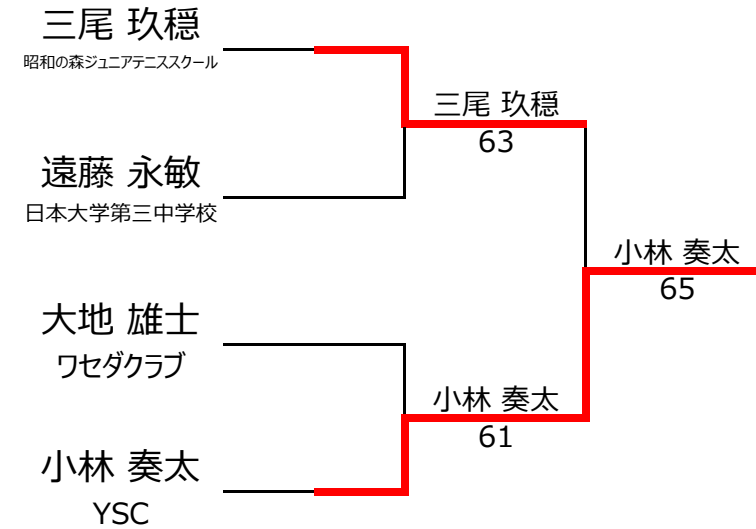 三尾 玖穏
昭和の森ジュニアテニススクール
三尾 玖穏
63
遠藤 永敏
日本大学第三中学校
小林 奏太
65
大地 雄士
ワセダクラブ
小林 奏太
61
小林 奏太
YSC